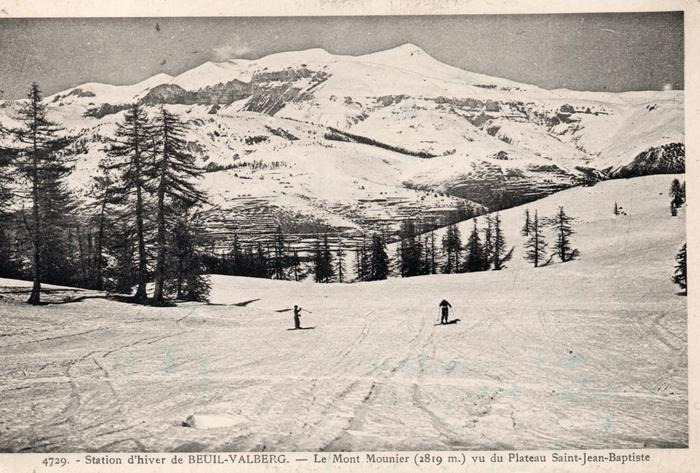 4729. - Station d'hiver de BEUIL-VALBERG. — Le Mont Mounier (2819 m.) vu du Plateau Saint-Jean-Baptiste